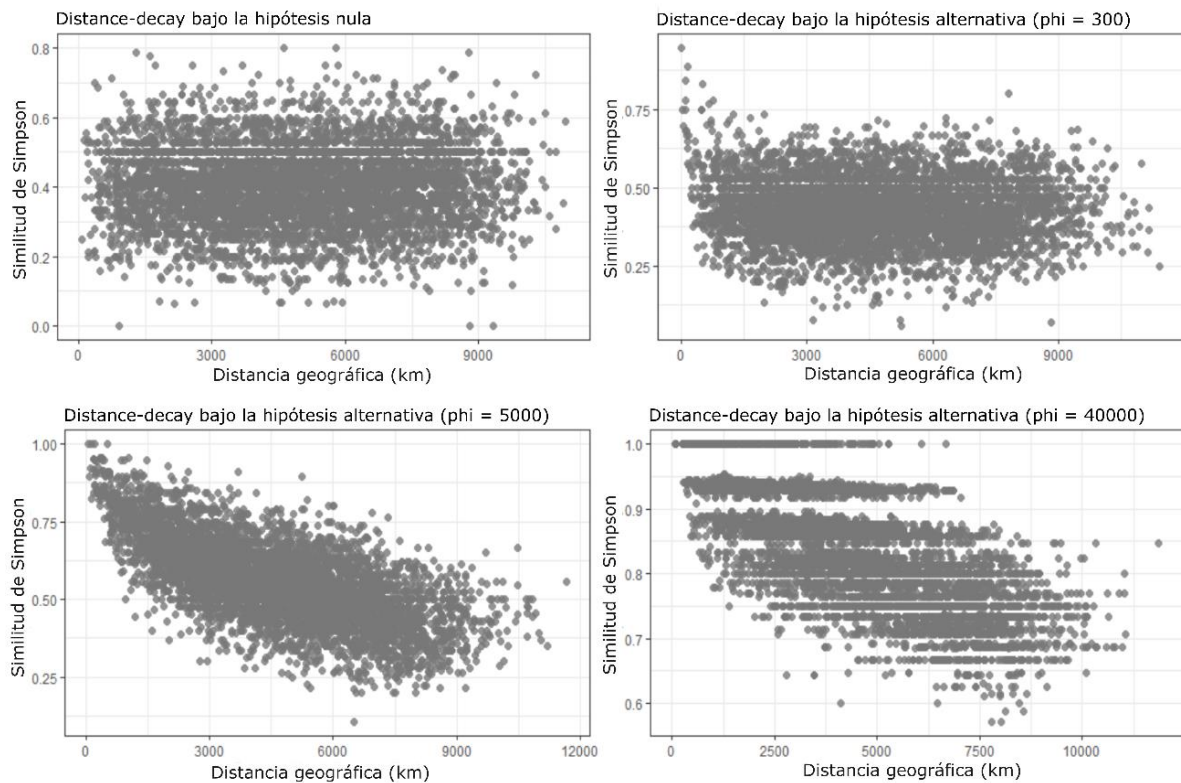 Distance-decay bajo la hipótesis nula
0.8
0.6
0.4
0.2
0.0
Similitud de Simpson
0 3000 6000 9000
Distancia geográfica (km)
Distance-decay bajo la hipótesis alternativa (phi = 300)
0.75
0.50
0.25
Similitud de Simpson
0 3000 6000 9000
Distancia geográfica (km)
Distance-decay bajo la hipótesis alternativa (phi = 5000)
1.00
0.75
0.50
0.25
Similitud de Simpson
0 3000 6000 9000 12000
Distancia geográfica (km)
Distance-decay bajo la hipótesis alternativa (phi = 40000)
1.0
0.9
0.8
0.7
0.6
Similitud de Simpson
0 2500 5000 7500 10000
Distancia geográfica (km)